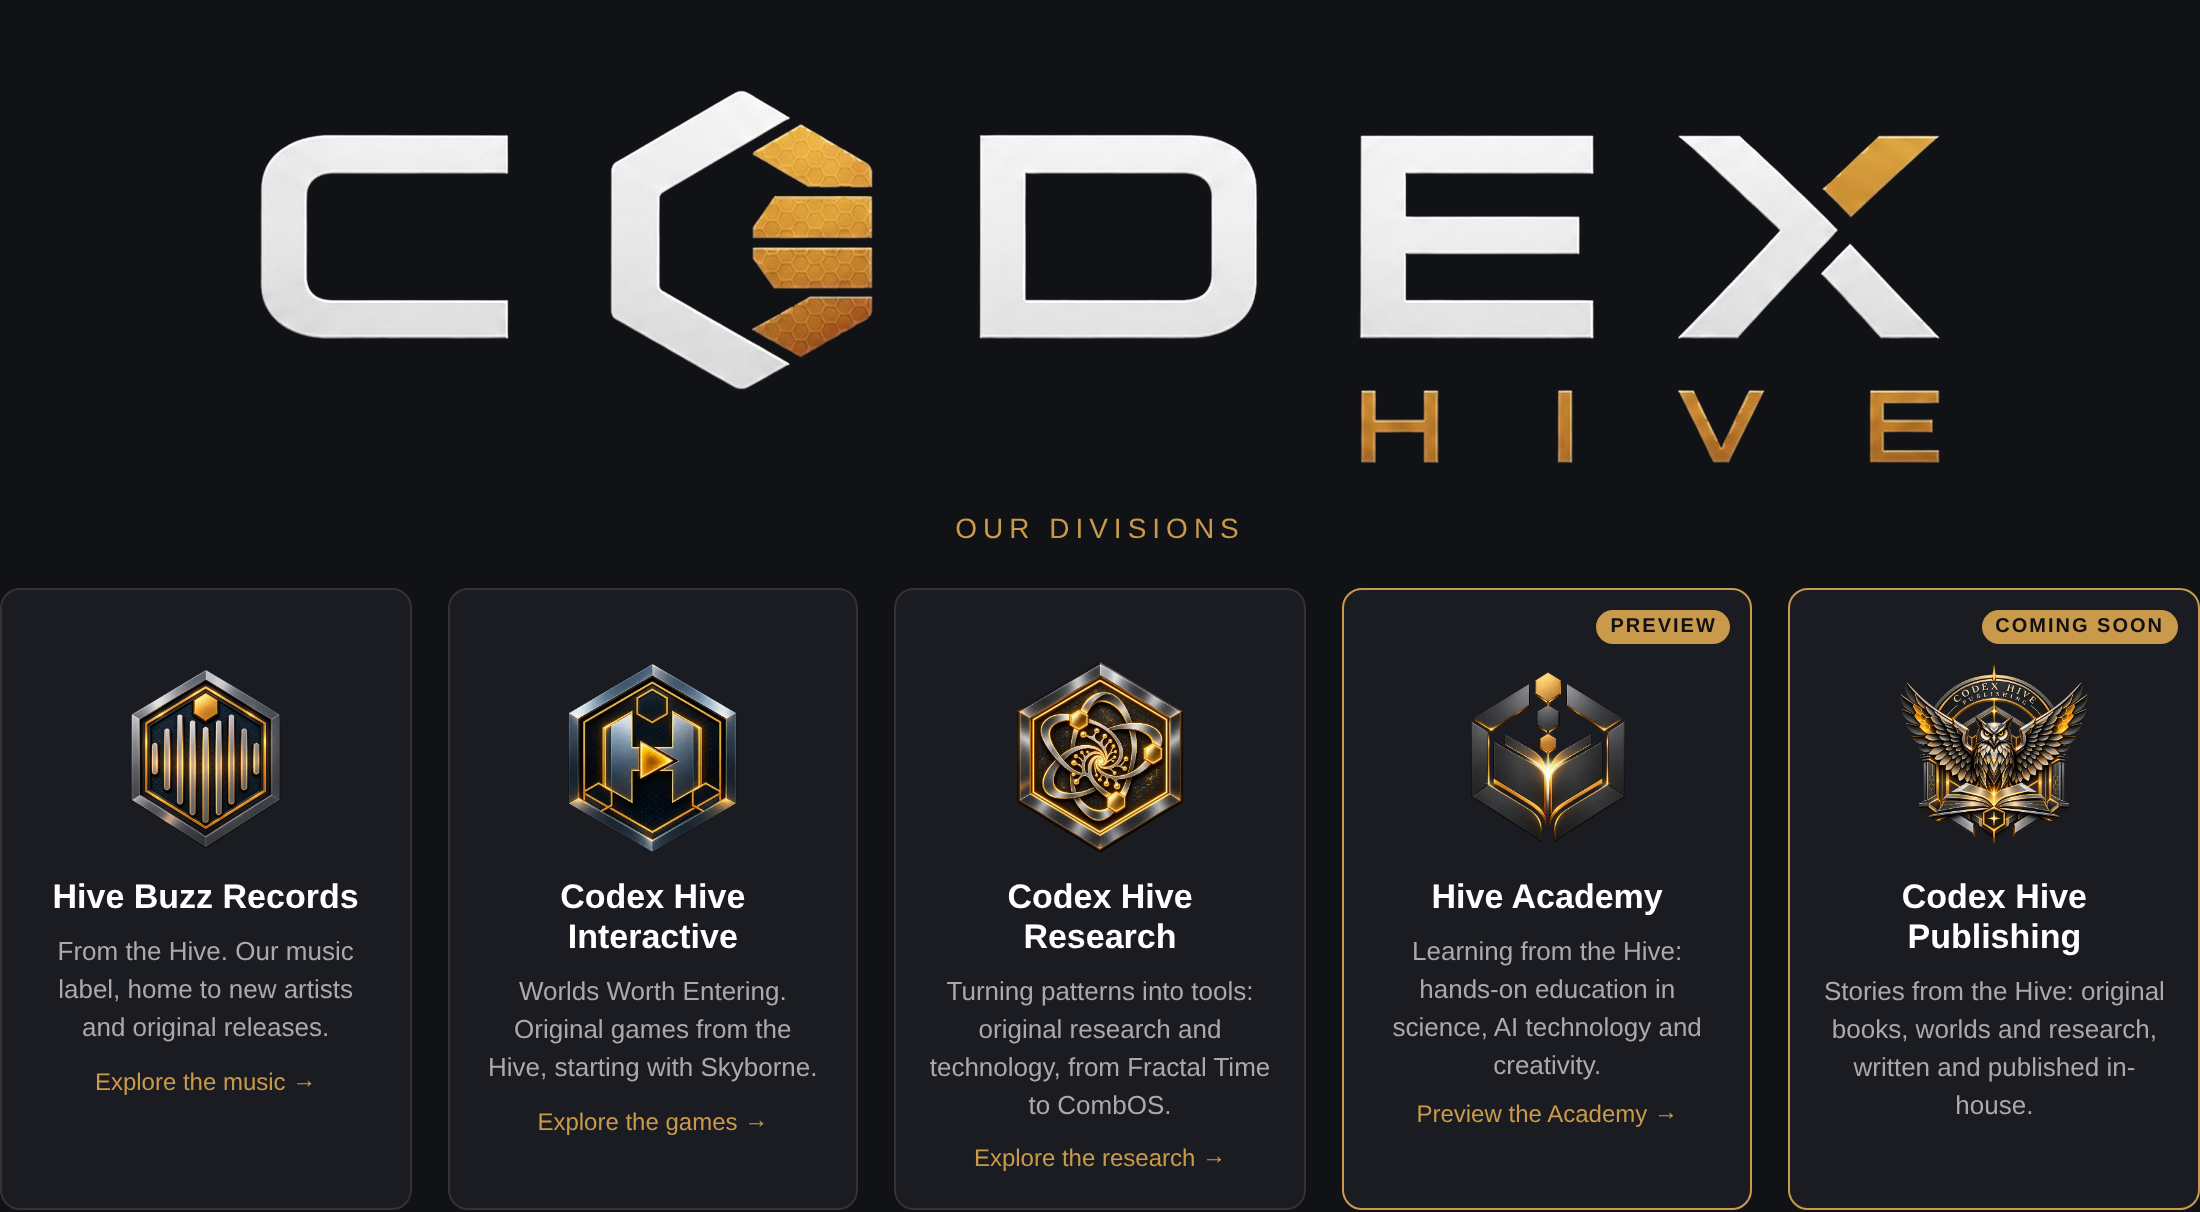 CODEX
HIVE
OUR DIVISIONS
Hive Buzz Records
From the Hive. Our music
label, home to new artists
and original releases.
Explore the music →
Codex Hive
Interactive
Worlds Worth Entering.
Original games from the
Hive, starting with Skyborne.
Explore the games →
Codex Hive
Research
Turning patterns into tools:
original research and
technology, from Fractal Time
to CombOS.
Explore the research →
PREVIEW
Hive Academy
Learning from the Hive:
hands-on education in
science, AI technology and
creativity.
Preview the Academy →
COMING SOON
CODEX HIVE
PUBLISHING
Codex Hive
Publishing
Stories from the Hive: original
books, worlds and research,
written and published in-
house.